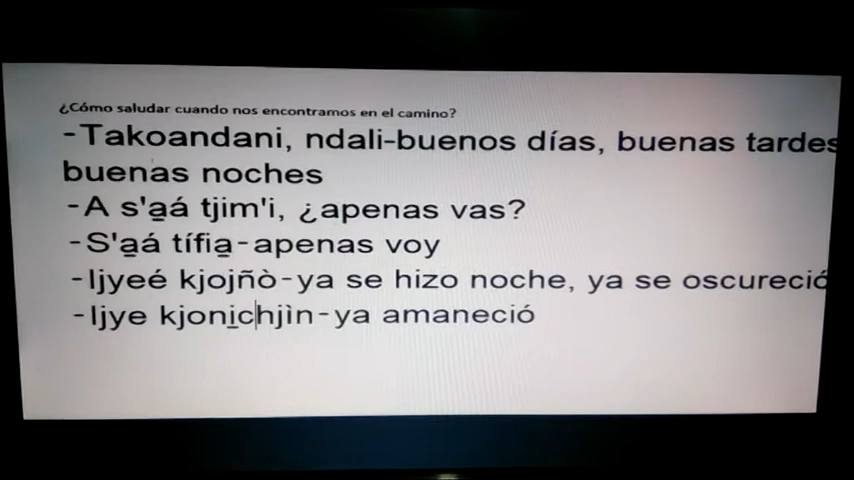 ¿Cómo saludar cuando nos encontramos en el camino?
-Takoandani, ndali-buenos días, buenas tardes
buenas noches
-A s'a̱á tjim'i, ¿apenas vas?
-S'a̱á tífia̱-apenas voy
-Ijyeé kjojñò-ya se hizo noche, ya se oscureció
-Ijye kjoni̱chjìn-ya amaneció